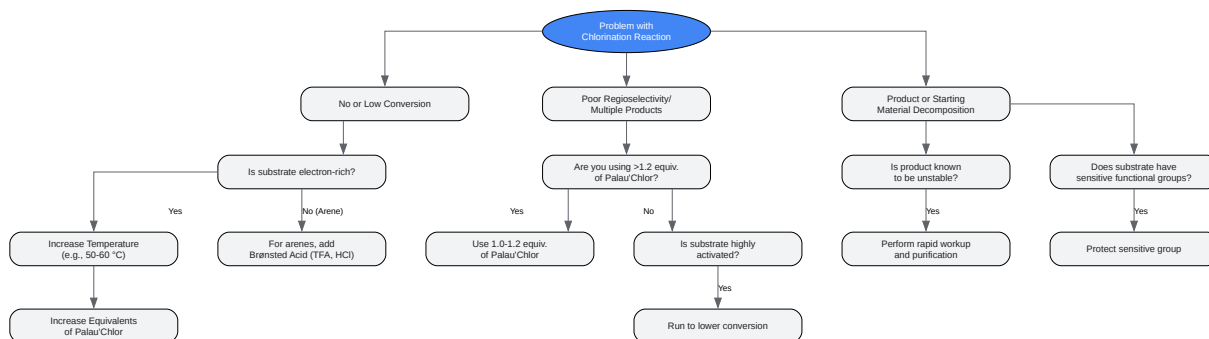 Problem with
Chlorination Reaction
No or Low Conversion
Poor Regioselectivity/
Multiple Products
Product or Starting
Material Decomposition
Is substrate electron-rich?
Are you using >1.2 equiv.
of Palau'Chlor?
Is product known
to be unstable?
Does substrate have
sensitive functional groups?
Yes
No (Arene)
Yes
No
Yes
Yes
Increase Temperature
(e.g., 50-60 °C)
For arenes, add
Brønsted Acid (TFA, HCl)
Use 1.0-1.2 equiv.
of Palau'Chlor
Is substrate highly
activated?
Perform rapid workup
and purification
Protect sensitive group
Yes
Increase Equivalents
of Palau'Chlor
Run to lower conversion